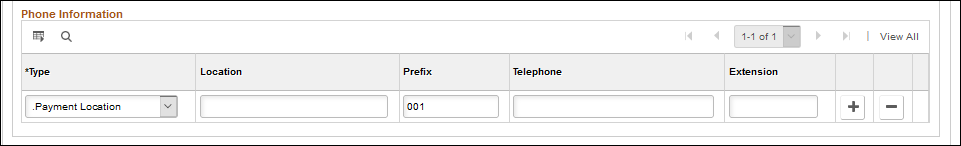 Phone Information
1-1 of 1 View All
*Type Location Prefix Telephone Extension
.Payment Location 001